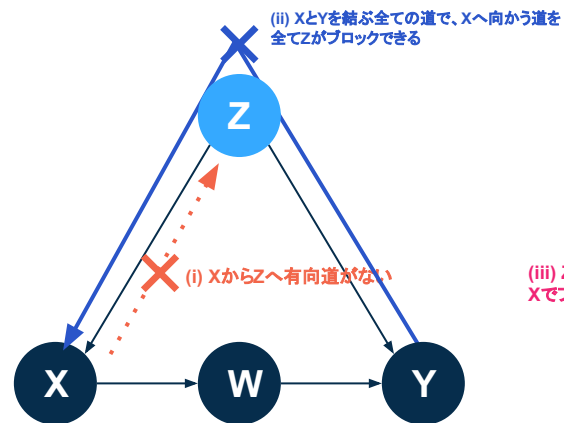 (ii) XとYを結ぶ全ての道で、Xへ向かう道を
全てZがブロックできる
Z
(i) XからZへ有向道がない
(iii) Z
Xでブ
X
W
Y